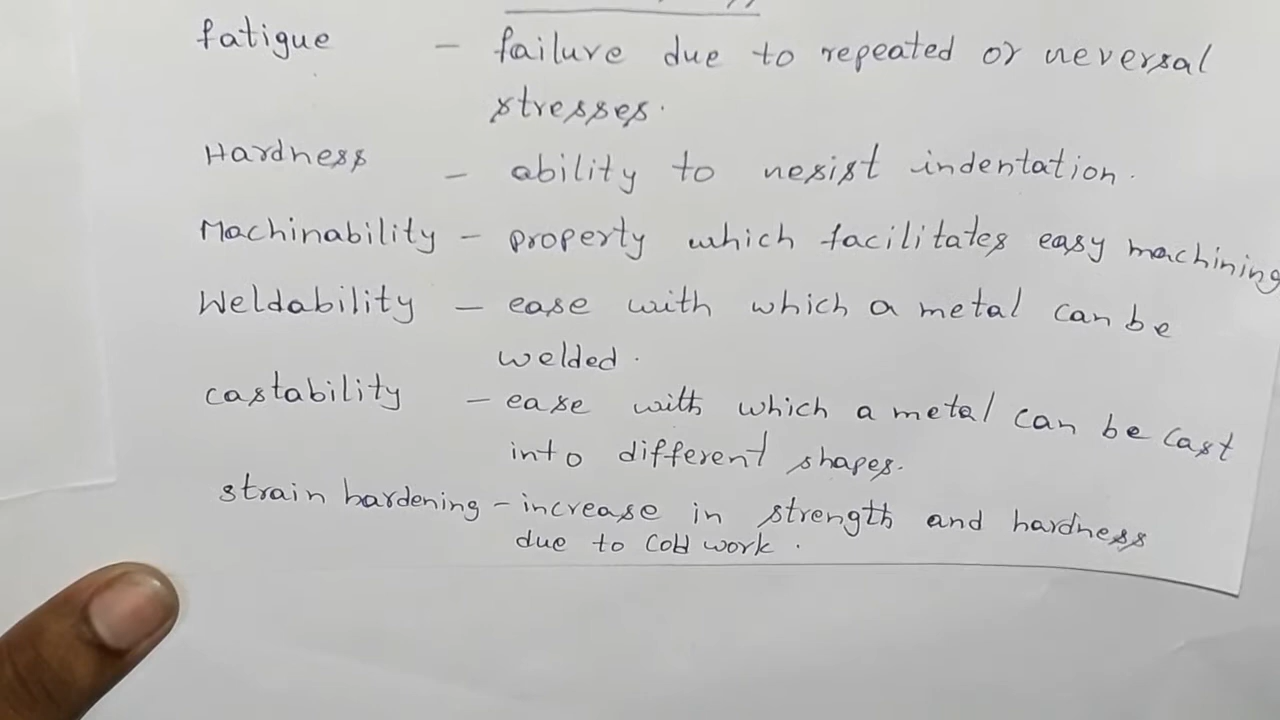 fatigue - failure due to repeated or reversal
stresses.
Hardness - ability to resist indentation.
Machinability - property which facilitates easy machining
Weldability - ease with which a metal can be
welded.
castability - ease with which a metal can be cast
into different shapes.
strain hardening - increase in strength and hardness
due to cold work.